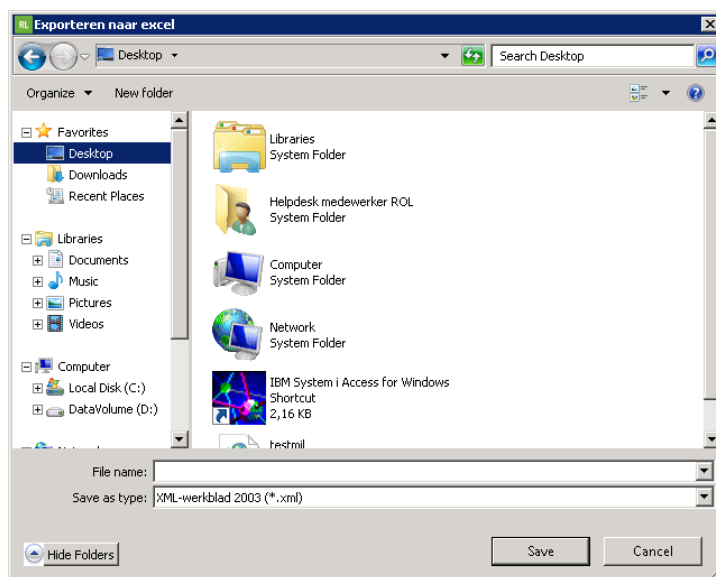 RL Exporteren naar excel
Desktop
Search Desktop
Organize
New folder
Favorites
Desktop
Downloads
Recent Places
Libraries
Documents
Music
Pictures
Videos
Computer
Local Disk (C:)
DataVolume (D:)
Libraries
System Folder
Helpdesk medewerker ROL
System Folder
Computer
System Folder
Network
System Folder
IBM System i Access for Windows
Shortcut
2,16 KB
testmil
File name:
Save as type: XML-werkblad 2003 (*.xml)
Hide Folders
Save
Cancel